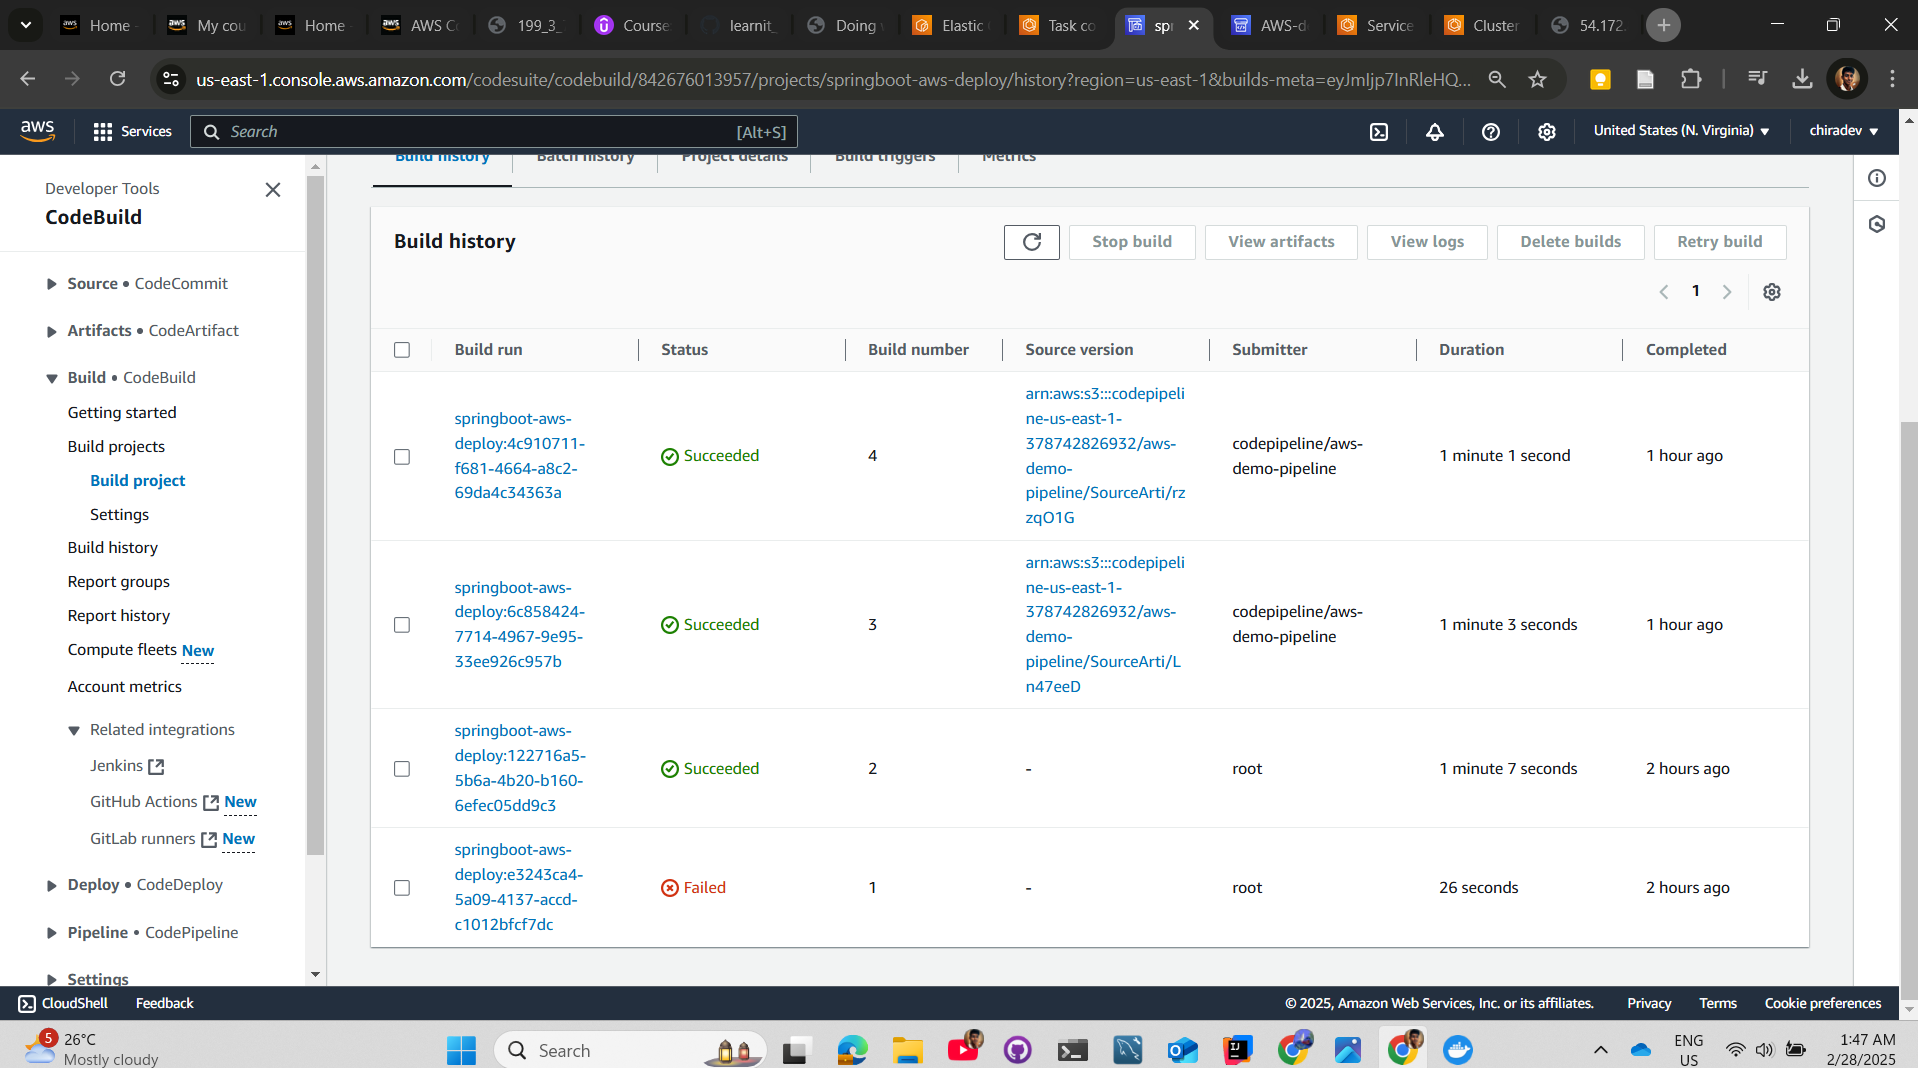 Home
My cou
Home
AWS Co
199_3_
Course
learnit_
Doing
Elastic
Task co
spr
AWS-d
Service
Cluster
54.172.
us-east-1.console.aws.amazon.com/codesuite/codebuild/842676013957/projects/springboot-aws-deploy/history?region=us-east-1&builds-meta=eyJmIjp7InRleHQ...
aws
Services
Search
[Alt+S]
United States (N. Virginia)
chiradev
Developer Tools
CodeBuild
Source • CodeCommit
Artifacts • CodeArtifact
Build • CodeBuild
Getting started
Build projects
Build project
Settings
Build history
Report groups
Report history
Compute fleets New
Account metrics
Related integrations
Jenkins
GitHub Actions New
GitLab runners New
Deploy • CodeDeploy
Pipeline • CodePipeline
Settings
Build history
Batch history
Project details
Build triggers
Metrics
Build history
Stop build
View artifacts
View logs
Delete builds
Retry build
1
Build run
Status
Build number
Source version
Submitter
Duration
Completed
springboot-aws-
deploy:4c910711-
f681-4664-a8c2-
69da4c34363a
Succeeded
4
arn:aws:s3:::codepipeli
ne-us-east-1-
378742826932/aws-
demo-
pipeline/SourceArti/rz
zqO1G
codepipeline/aws-
demo-pipeline
1 minute 1 second
1 hour ago
springboot-aws-
deploy:6c858424-
7714-4967-9e95-
33ee926c957b
Succeeded
3
arn:aws:s3:::codepipeli
ne-us-east-1-
378742826932/aws-
demo-
pipeline/SourceArti/L
n47eeD
codepipeline/aws-
demo-pipeline
1 minute 3 seconds
1 hour ago
springboot-aws-
deploy:122716a5-
5b6a-4b20-b160-
6efec05dd9c3
Succeeded
2
-
root
1 minute 7 seconds
2 hours ago
springboot-aws-
deploy:e3243ca4-
5a09-4137-accd-
c1012bfcf7dc
Failed
1
-
root
26 seconds
2 hours ago
CloudShell
Feedback
© 2025, Amazon Web Services, Inc. or its affiliates.
Privacy
Terms
Cookie preferences
5
26°C
Mostly cloudy
Search
ENG
US
1:47 AM
2/28/2025